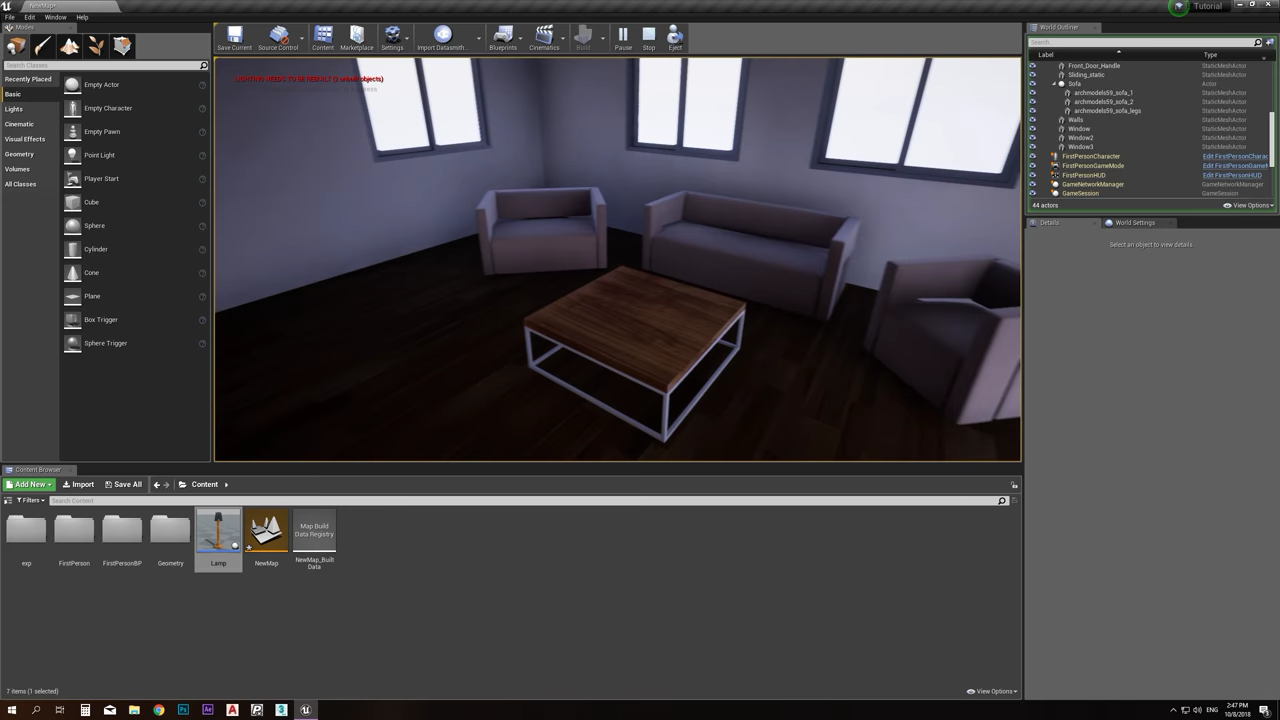 NewMaps
Tutorial
File Edit Window Help
Modes
Search Classes
Recently Placed
Basic
Lights
Cinematic
Visual Effects
Geometry
Volumes
All Classes
Empty Actor
Empty Character
Empty Pawn
Point Light
Player Start
Cube
Sphere
Cylinder
Cone
Plane
Box Trigger
Sphere Trigger
Save Current Source Control Content Marketplace Settings Import Datasmith... Blueprints Cinematics Build Pause Stop Eject
LIGHTING NEEDS TO BE REBUILT
World Outliner
Search...
Label Type
Front_Door_Handle StaticMeshActor
Sliding_static StaticMeshActor
Sofa Actor
archmodels59_sofa_1 StaticMeshActor
archmodels59_sofa_2 StaticMeshActor
archmodels59_sofa_legs StaticMeshActor
Walls StaticMeshActor
Window StaticMeshActor
Window2 StaticMeshActor
Window3 StaticMeshActor
FirstPersonCharacter Edit FirstPersonCharac
FirstPersonGameMode Edit FirstPersonGameM
FirstPersonHUD Edit FirstPersonHUD
GameNetworkManager GameNetworkManager
GameSession GameSession
44 actors View Options
Details World Settings
Select an object to view details.
Content Browser
Add New Import Save All Content
Filters Search Content
exp
FirstPerson
FirstPersonBP
Geometry
Lamp
NewMap
Map Build
Data Registry
NewMap_Built
Data
7 items (1 selected) View Options
ENG
2:47 PM
10/8/2018